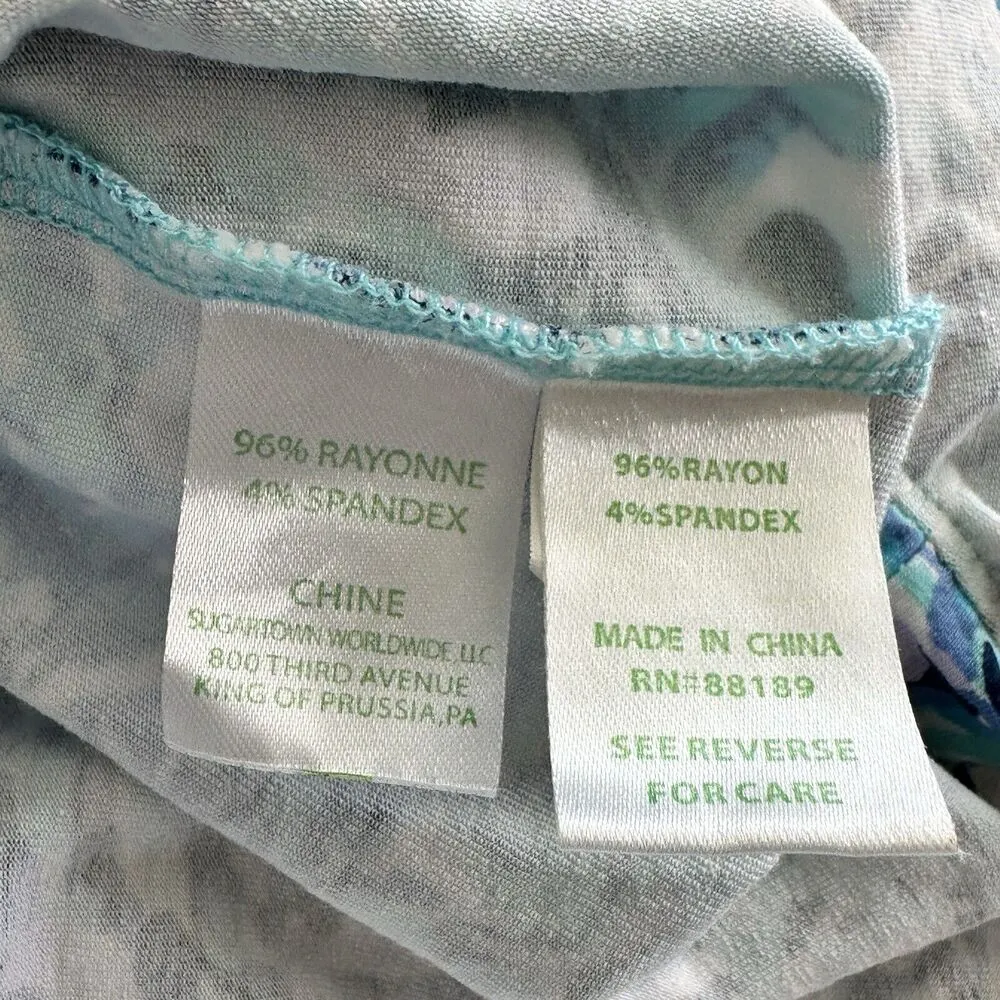 96% RAYONNE
4% SPANDEX
CHINE
SUGARTOWN WORLDWIDE, LLC
800 THIRD AVENUE
KING OF PRUSSIA, PA
96%RAYON
4%SPANDEX
MADE IN CHINA
RN#88189
SEE REVERSE
FOR CARE